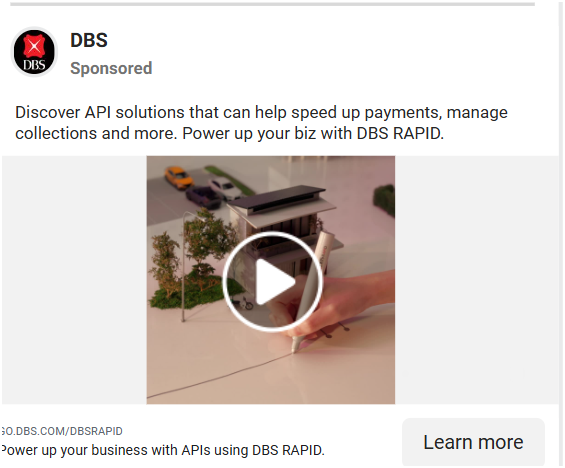 DBS
DBS
Sponsored
Discover API solutions that can help speed up payments, manage
collections and more. Power up your biz with DBS RAPID.
GO.DBS.COM/DBSRAPID
Power up your business with APIs using DBS RAPID.
Learn more